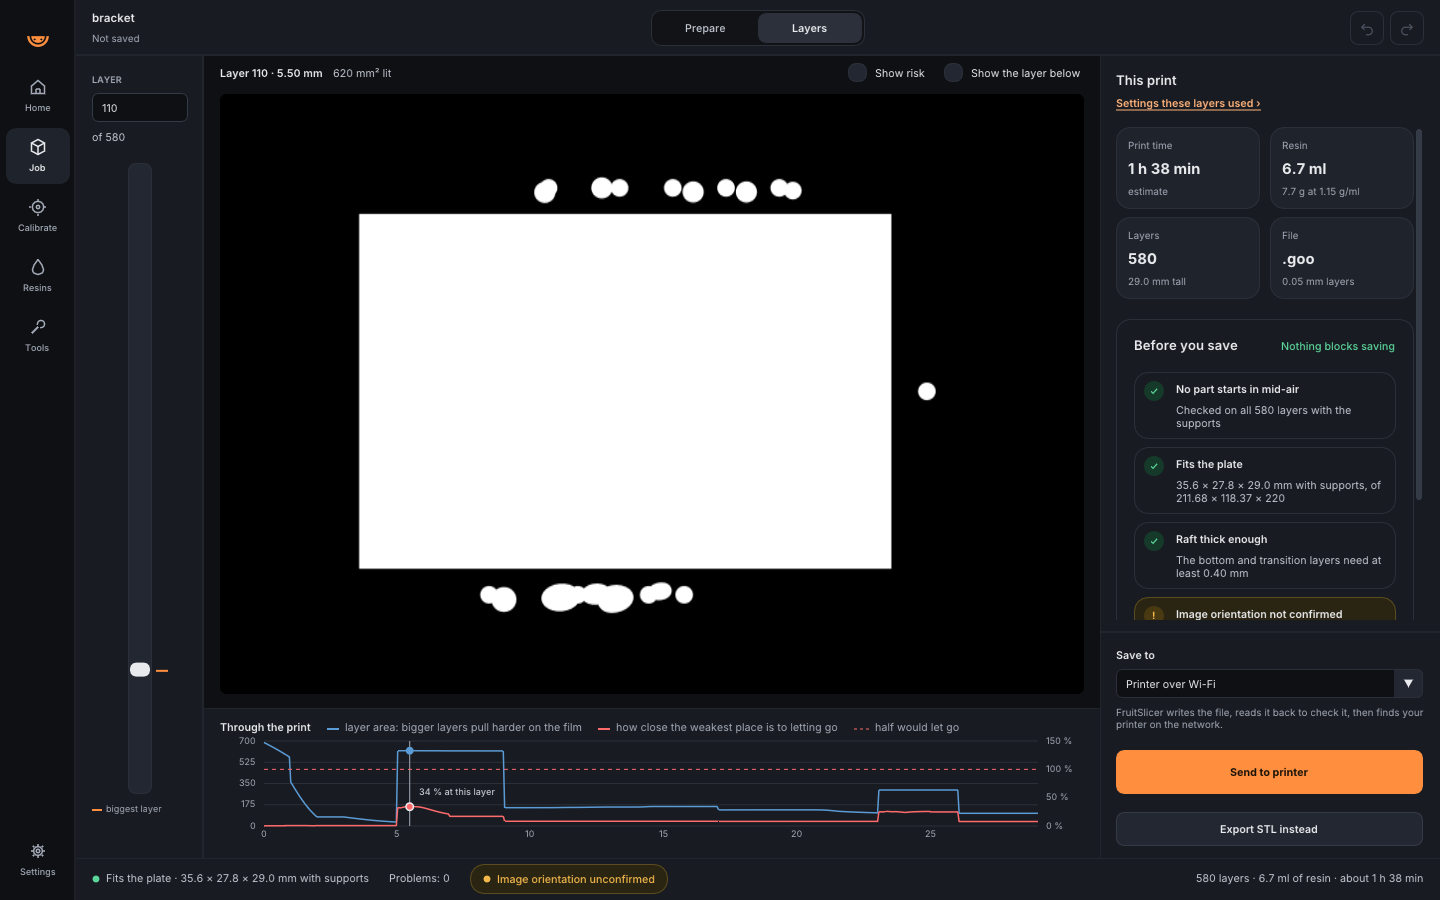 bracket
Not saved
Prepare
Layers
Home
Job
Calibrate
Resins
Tools
Settings
LAYER
110
of 580
biggest layer
Layer 110 · 5.50 mm 620 mm² lit
Show risk
Show the layer below
Through the print
layer area: bigger layers pull harder on the film
how close the weakest place is to letting go
half would let go
700
525
350
175
0
150 %
100 %
50 %
0 %
34 % at this layer
0 5 10 15 20 25
This print
Settings these layers used ›
Print time
1 h 38 min
estimate
Resin
6.7 ml
7.7 g at 1.15 g/ml
Layers
580
29.0 mm tall
File
.goo
0.05 mm layers
Before you save
Nothing blocks saving
No part starts in mid-air
Checked on all 580 layers with the
supports
Fits the plate
35.6 × 27.8 × 29.0 mm with supports, of
211.68 × 118.37 × 220
Raft thick enough
The bottom and transition layers need at
least 0.40 mm
Image orientation not confirmed
Save to
Printer over Wi-Fi
FruitSlicer writes the file, reads it back to check it, then finds your
printer on the network.
Send to printer
Export STL instead
Fits the plate · 35.6 × 27.8 × 29.0 mm with supports
Problems: 0
Image orientation unconfirmed
580 layers · 6.7 ml of resin · about 1 h 38 min